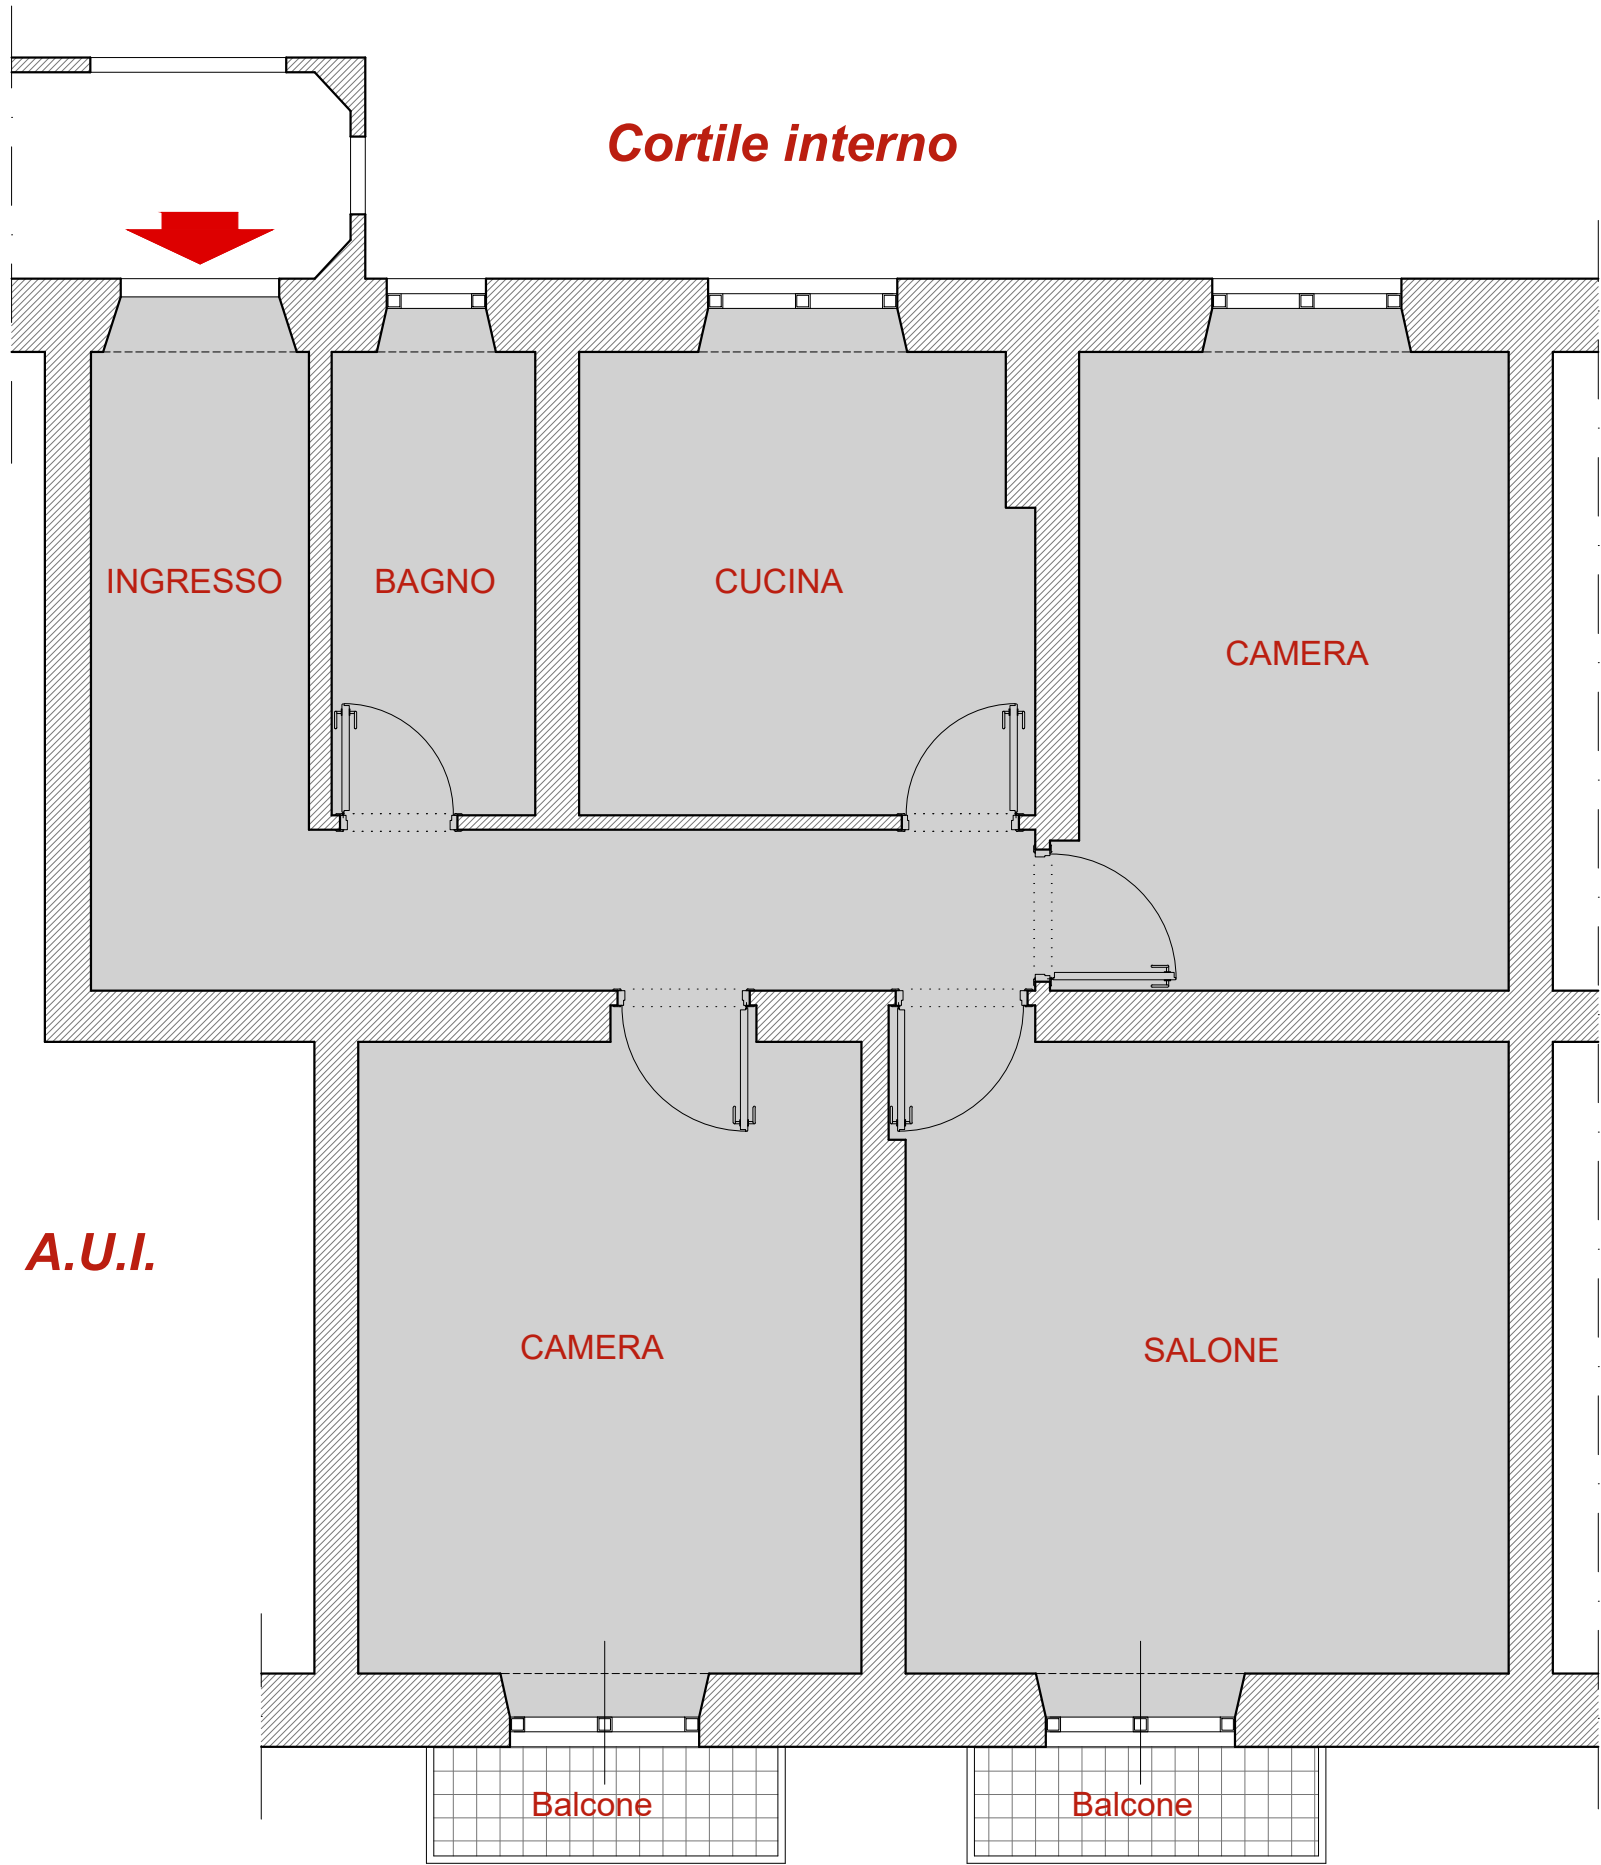 Cortile interno
INGRESSO
BAGNO
CUCINA
CAMERA
A.U.I.
CAMERA
SALONE
Balcone
Balcone